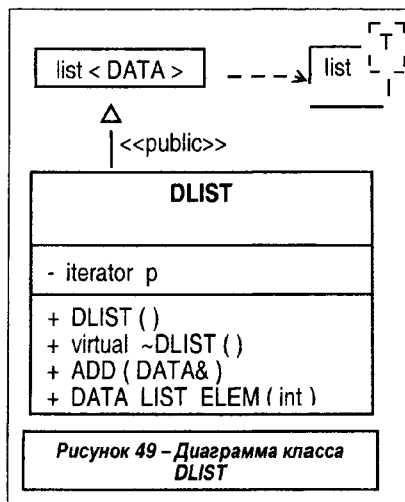 T
list < DATA >
list
<<public>>
DLIST
- iterator p
+ DLIST ( )
+ virtual ~DLIST ( )
+ ADD ( DATA& )
+ DATA LIST ELEM ( int )
Рисунок 49 – Диаграмма класса
DLIST